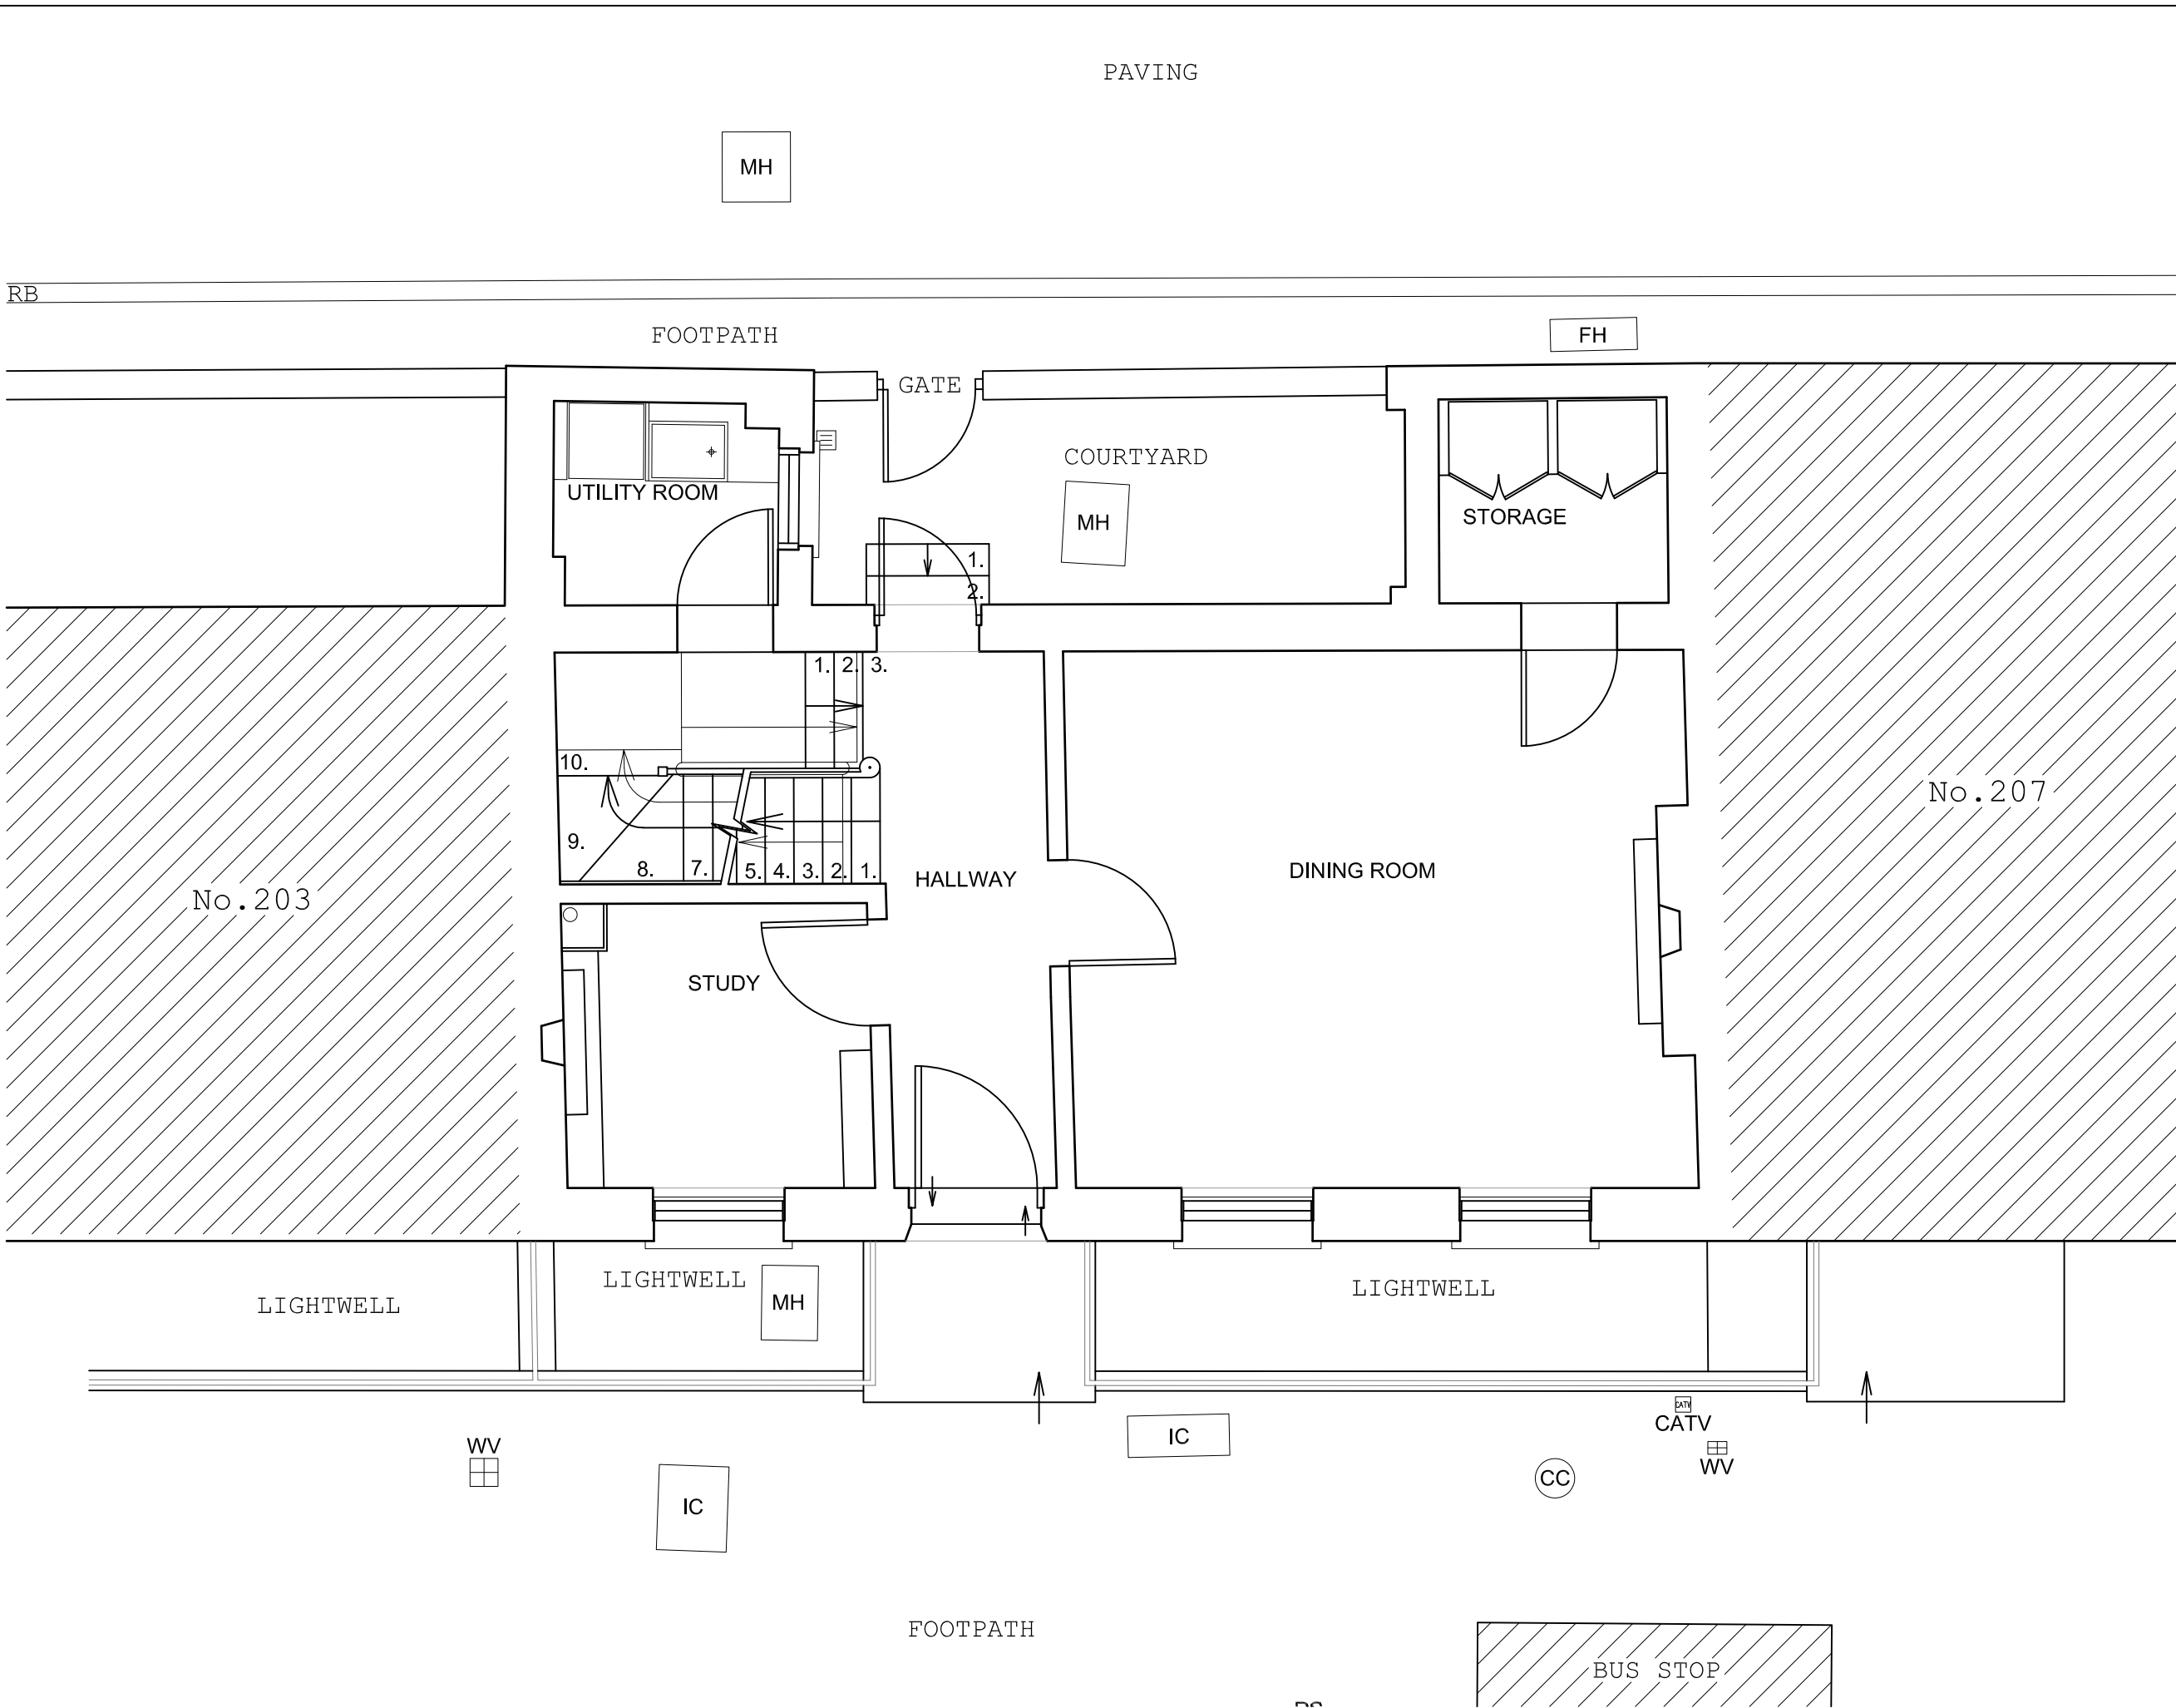 PAVING
MH
RB
FOOTPATH
FH
GATE
COURTYARD
UTILITY ROOM
MH
STORAGE
1.
2.
1. 2. 3.
10.
9.
8. 7. 5. 4. 3. 2. 1.
HALLWAY
DINING ROOM
No.207
No.203
STUDY
LIGHTWELL
MH
LIGHTWELL
LIGHTWELL
CATV
CATV
WV
IC
WV
CC
IC
FOOTPATH
BUS STOP